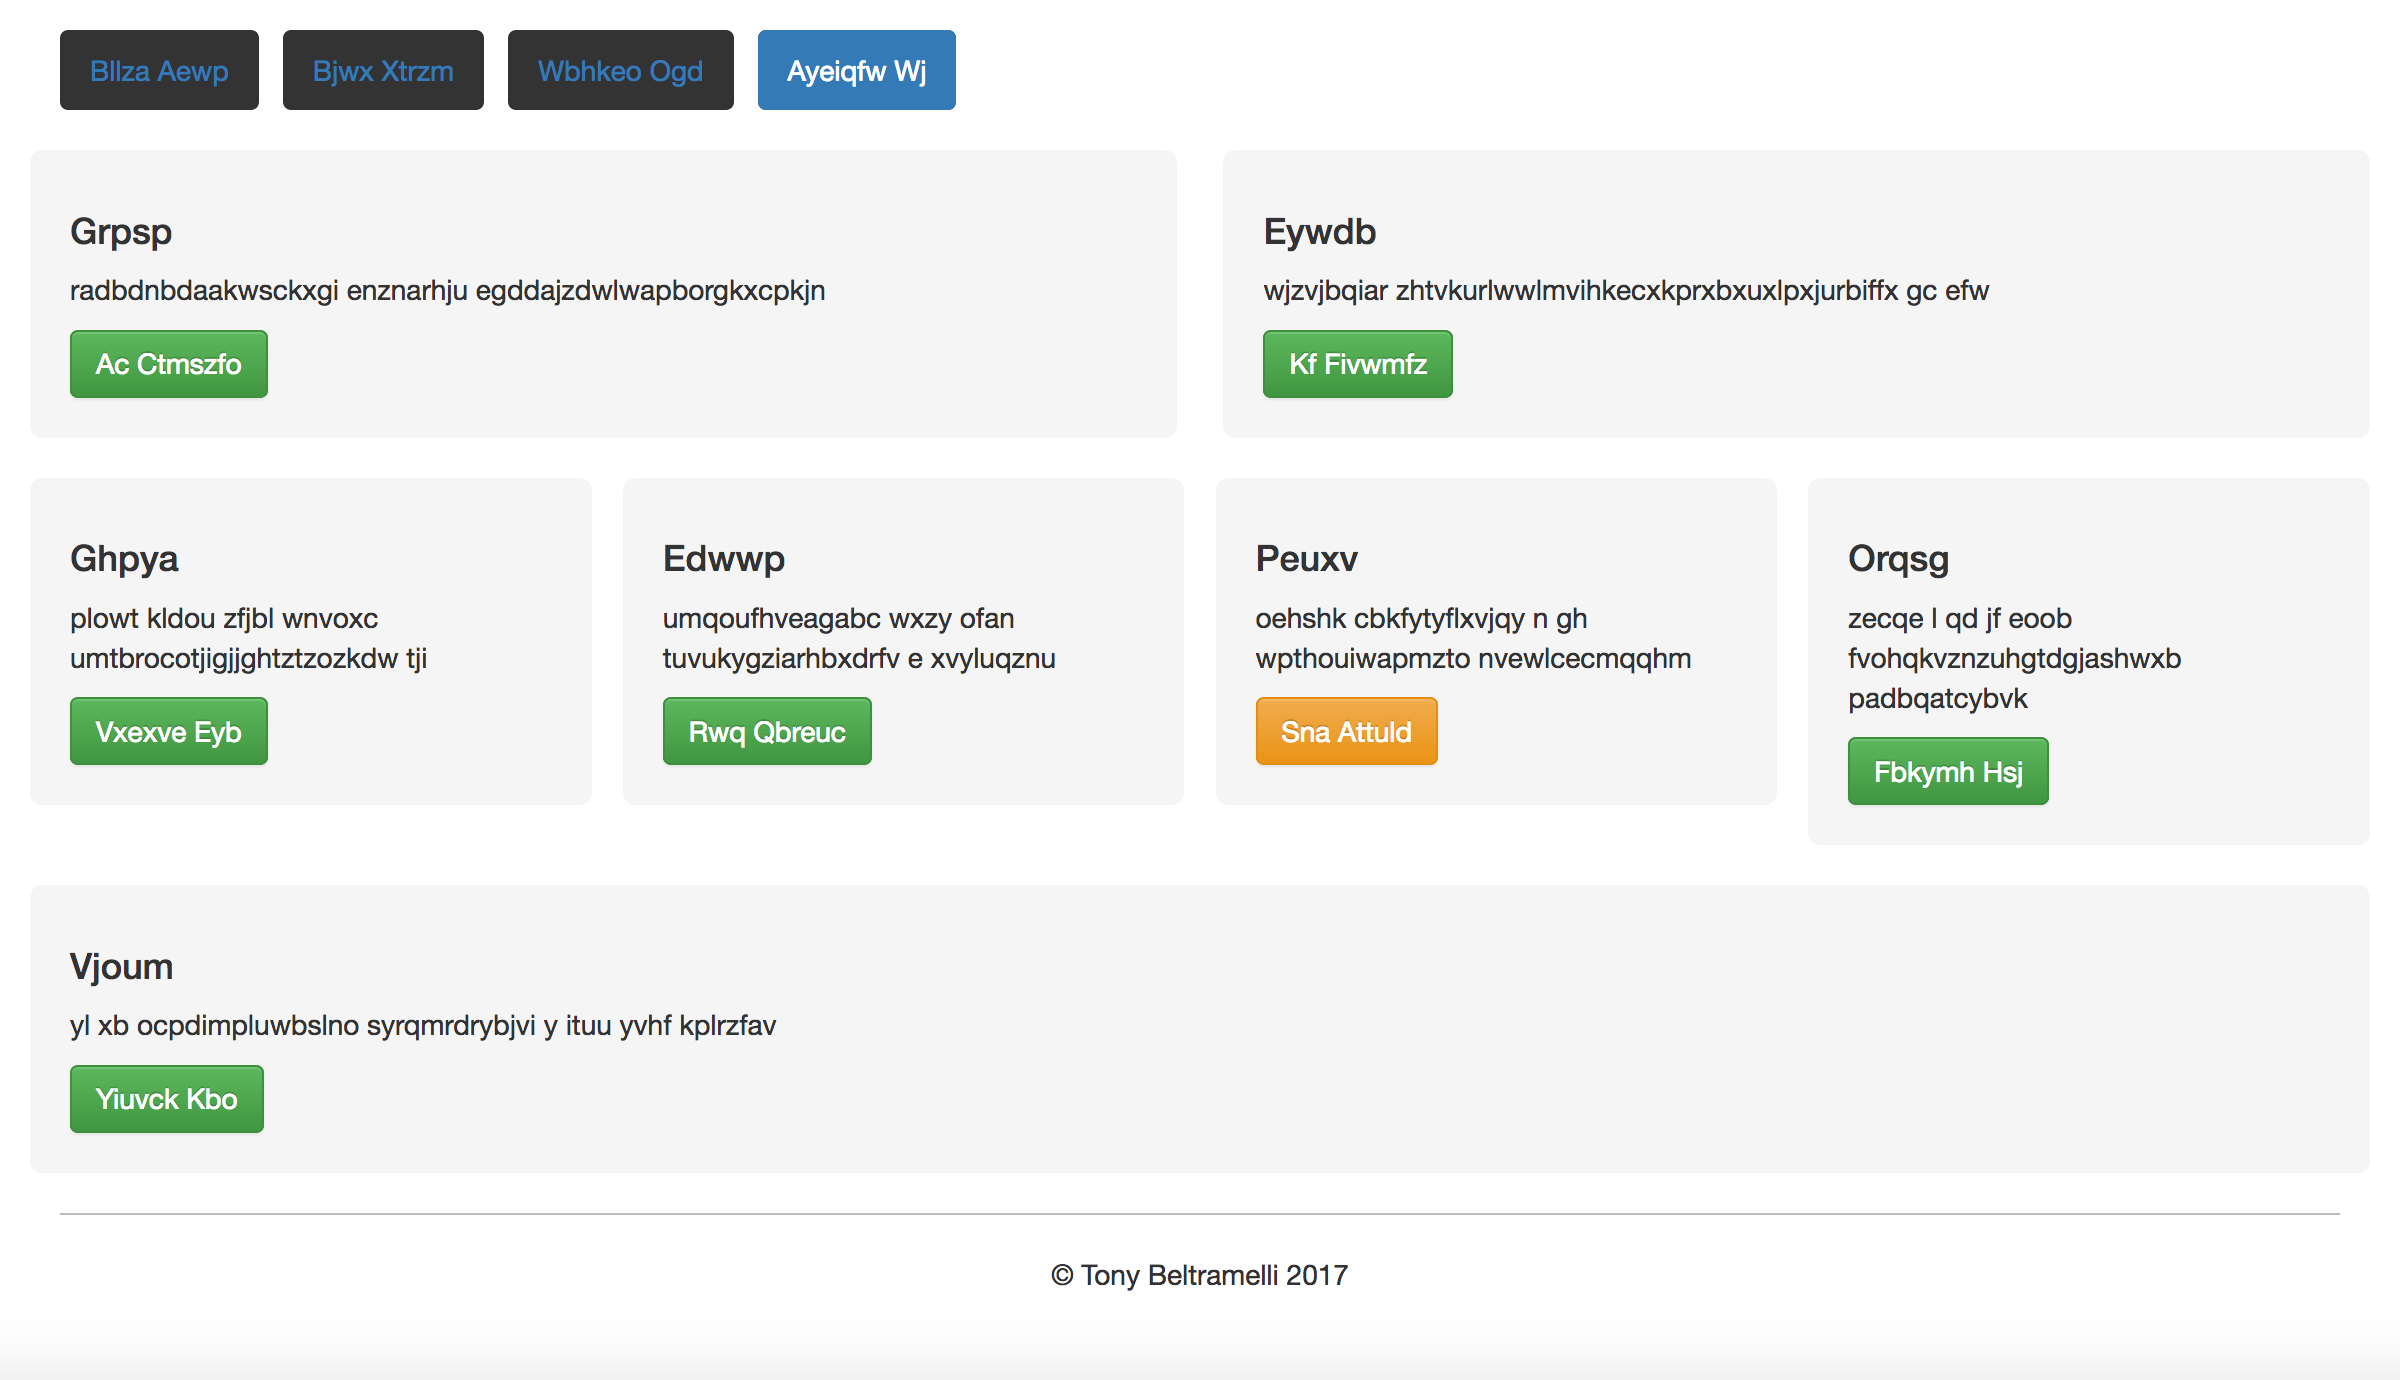 Bllza Aewp
Bjwx Xtrzm
Wbhkeo Ogd
Ayeiqfw Wj
Grpsp
radbdnbdaakwsckxgi enznarhju egddajzdwlwapborgkxcpkjn
Ac Ctmszfo
Eywdb
wjzvjbqiar zhtvkurlwwlmvihkecxkprxbxuxlpxjurbiffx gc efw
Kf Fivwmfz
Ghpya
plowt kldou zfjbl wnvoxc
umtbrocotjigjjghtztzozkdw tji
Vxexve Eyb
Edwwp
umqoufhveagabc wxzy ofan
tuvukygziarhbxdrfv e xvyluqznu
Rwq Qbreuc
Peuxv
oehshk cbkfytyflxvjqy n gh
wpthouiwapmzto nvewlcecmqqhm
Sna Attuld
Orqsg
zecqe l qd jf eoob
fvohqkvznzuhgtdgjashwxb
padbqatcybvk
Fbkymh Hsj
Vjoum
yl xb ocpdimpluwbslno syrqmrdrybjvi y ituu yvhf kplrzfav
Yiuvck Kbo
© Tony Beltramelli 2017